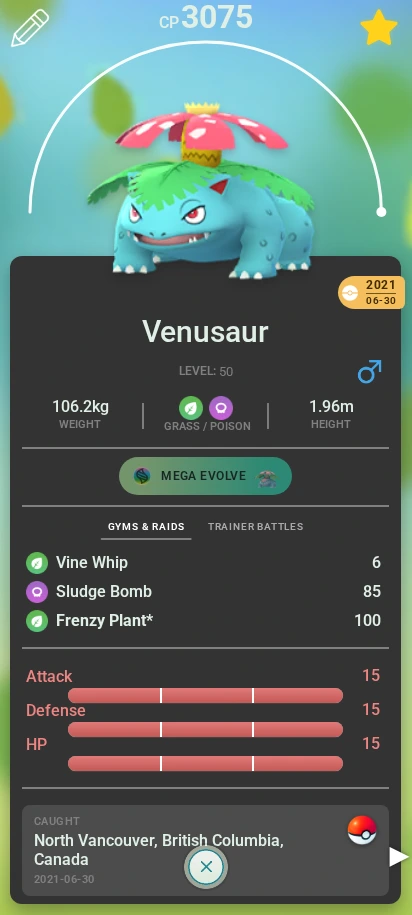 CP 3075
2021
06-30
Venusaur
LEVEL: 50
106.2kg
WEIGHT
GRASS / POISON
1.96m
HEIGHT
MEGA EVOLVE
GYMS & RAIDS TRAINER BATTLES
Vine Whip 6
Sludge Bomb 85
Frenzy Plant* 100
Attack 15
Defense 15
HP 15
CAUGHT
North Vancouver, British Columbia,
Canada
2021-06-30